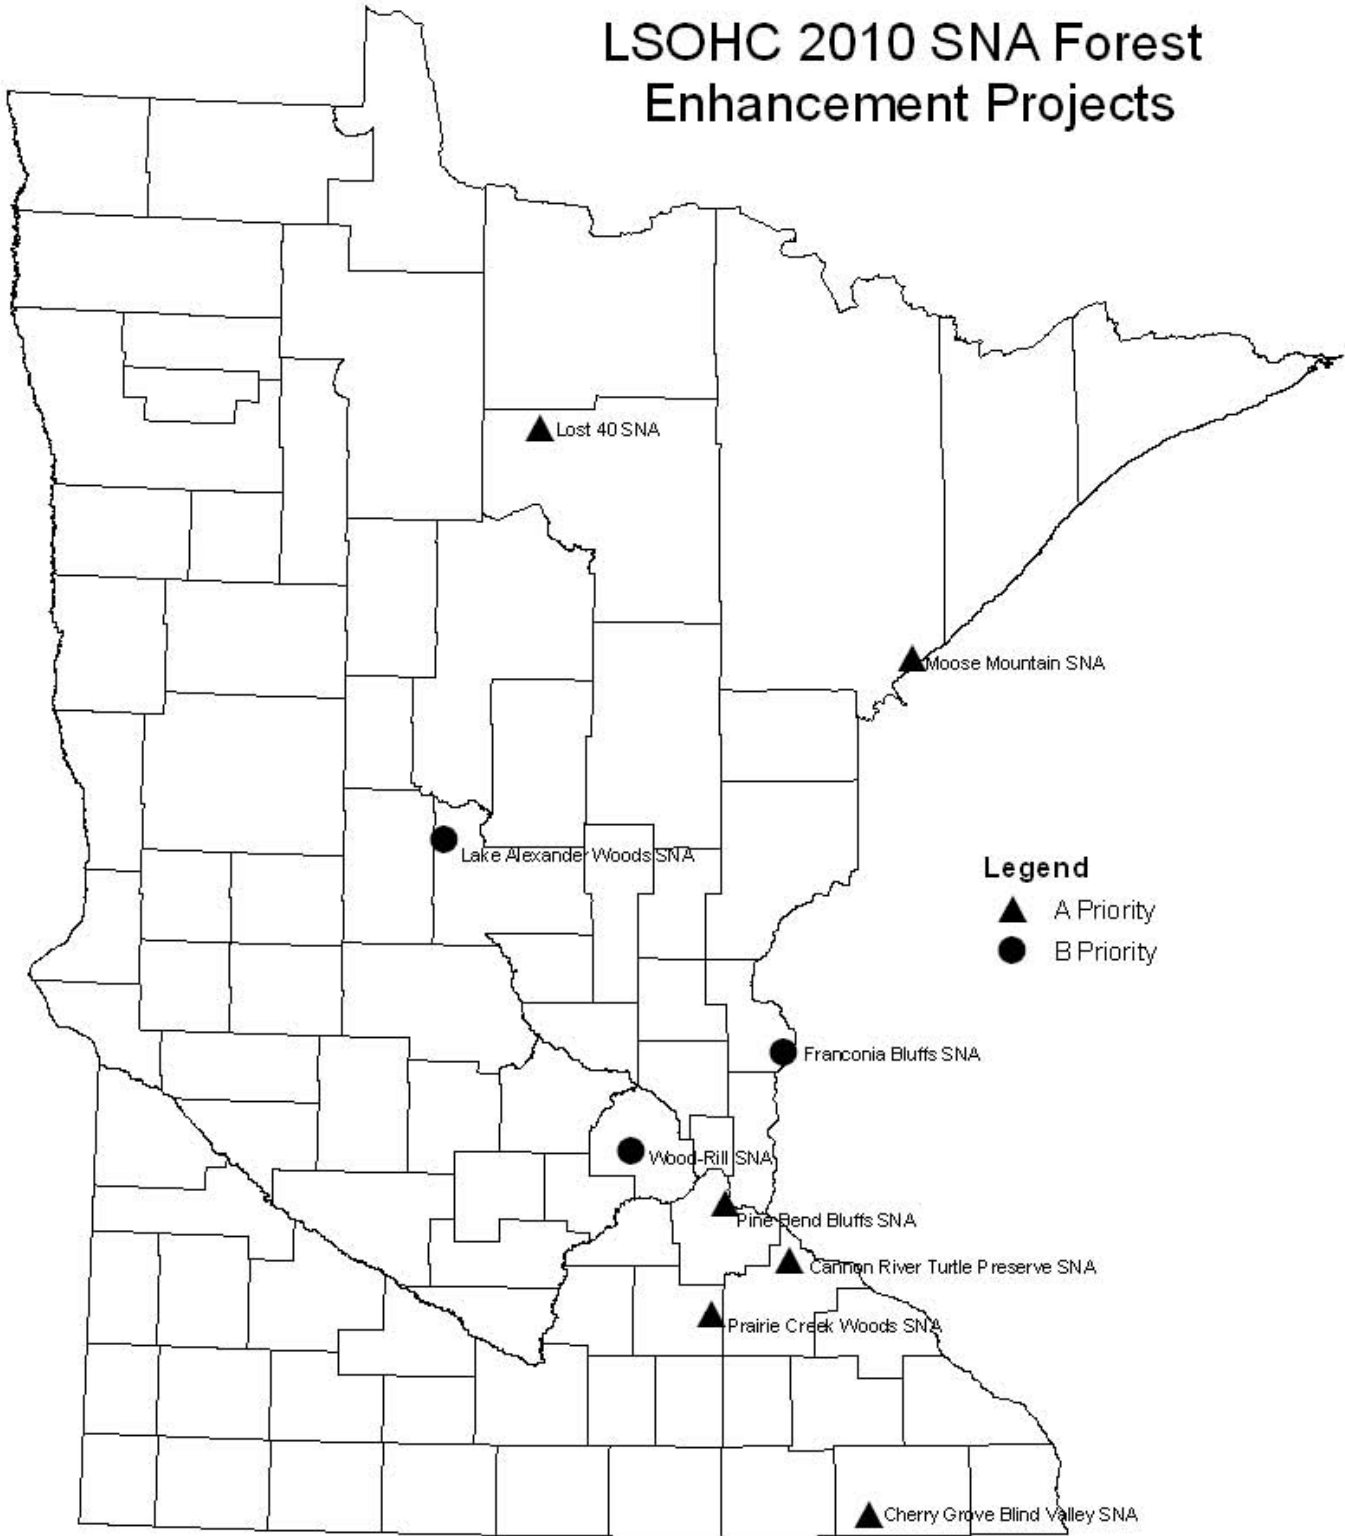 LSOHC 2010 SNA Forest
Enhancement Projects
Lost 40 SNA
Moose Mountain SNA
Lake Alexander Woods SNA
Legend
A Priority
B Priority
Franconia Bluffs SNA
Wood-Rill SNA
Pine Bend Bluffs SNA
Cannon River Turtle Preserve SNA
Prairie Creek Woods SNA
Cherry Grove Blind Valley SNA